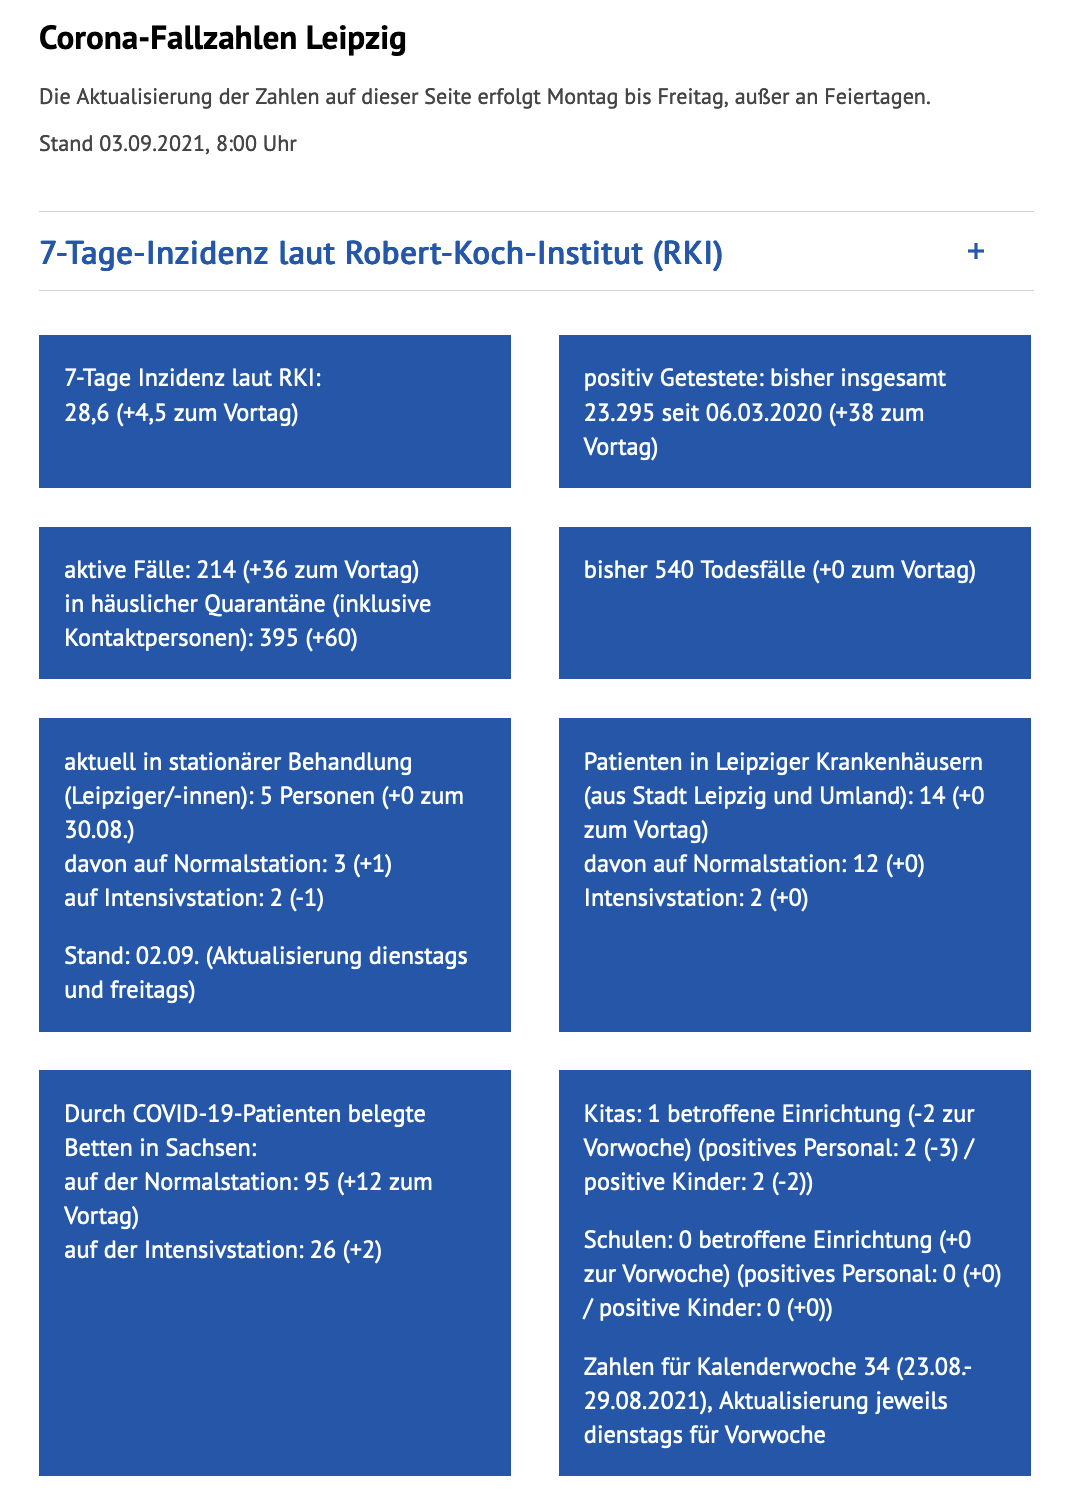 Corona-Fallzahlen Leipzig
Die Aktualisierung der Zahlen auf dieser Seite erfolgt Montag bis Freitag, außer an Feiertagen.
Stand 03.09.2021, 8:00 Uhr
7-Tage-Inzidenz laut Robert-Koch-Institut (RKI) +
7-Tage Inzidenz laut RKI:
28,6 (+4,5 zum Vortag)
positiv Getestete: bisher insgesamt
23.295 seit 06.03.2020 (+38 zum
Vortag)
aktive Fälle: 214 (+36 zum Vortag)
in häuslicher Quarantäne (inklusive
Kontaktpersonen): 395 (+60)
bisher 540 Todesfälle (+0 zum Vortag)
aktuell in stationärer Behandlung
(Leipziger/-innen): 5 Personen (+0 zum
30.08.)
davon auf Normalstation: 3 (+1)
auf Intensivstation: 2 (-1)
Stand: 02.09. (Aktualisierung dienstags
und freitags)
Patienten in Leipziger Krankenhäusern
(aus Stadt Leipzig und Umland): 14 (+0
zum Vortag)
davon auf Normalstation: 12 (+0)
Intensivstation: 2 (+0)
Durch COVID-19-Patienten belegte
Betten in Sachsen:
auf der Normalstation: 95 (+12 zum
Vortag)
auf der Intensivstation: 26 (+2)
Kitas: 1 betroffene Einrichtung (-2 zur
Vorwoche) (positives Personal: 2 (-3) /
positive Kinder: 2 (-2))
Schulen: 0 betroffene Einrichtung (+0
zur Vorwoche) (positives Personal: 0 (+0)
/ positive Kinder: 0 (+0))
Zahlen für Kalenderwoche 34 (23.08.-
29.08.2021), Aktualisierung jeweils
dienstags für Vorwoche